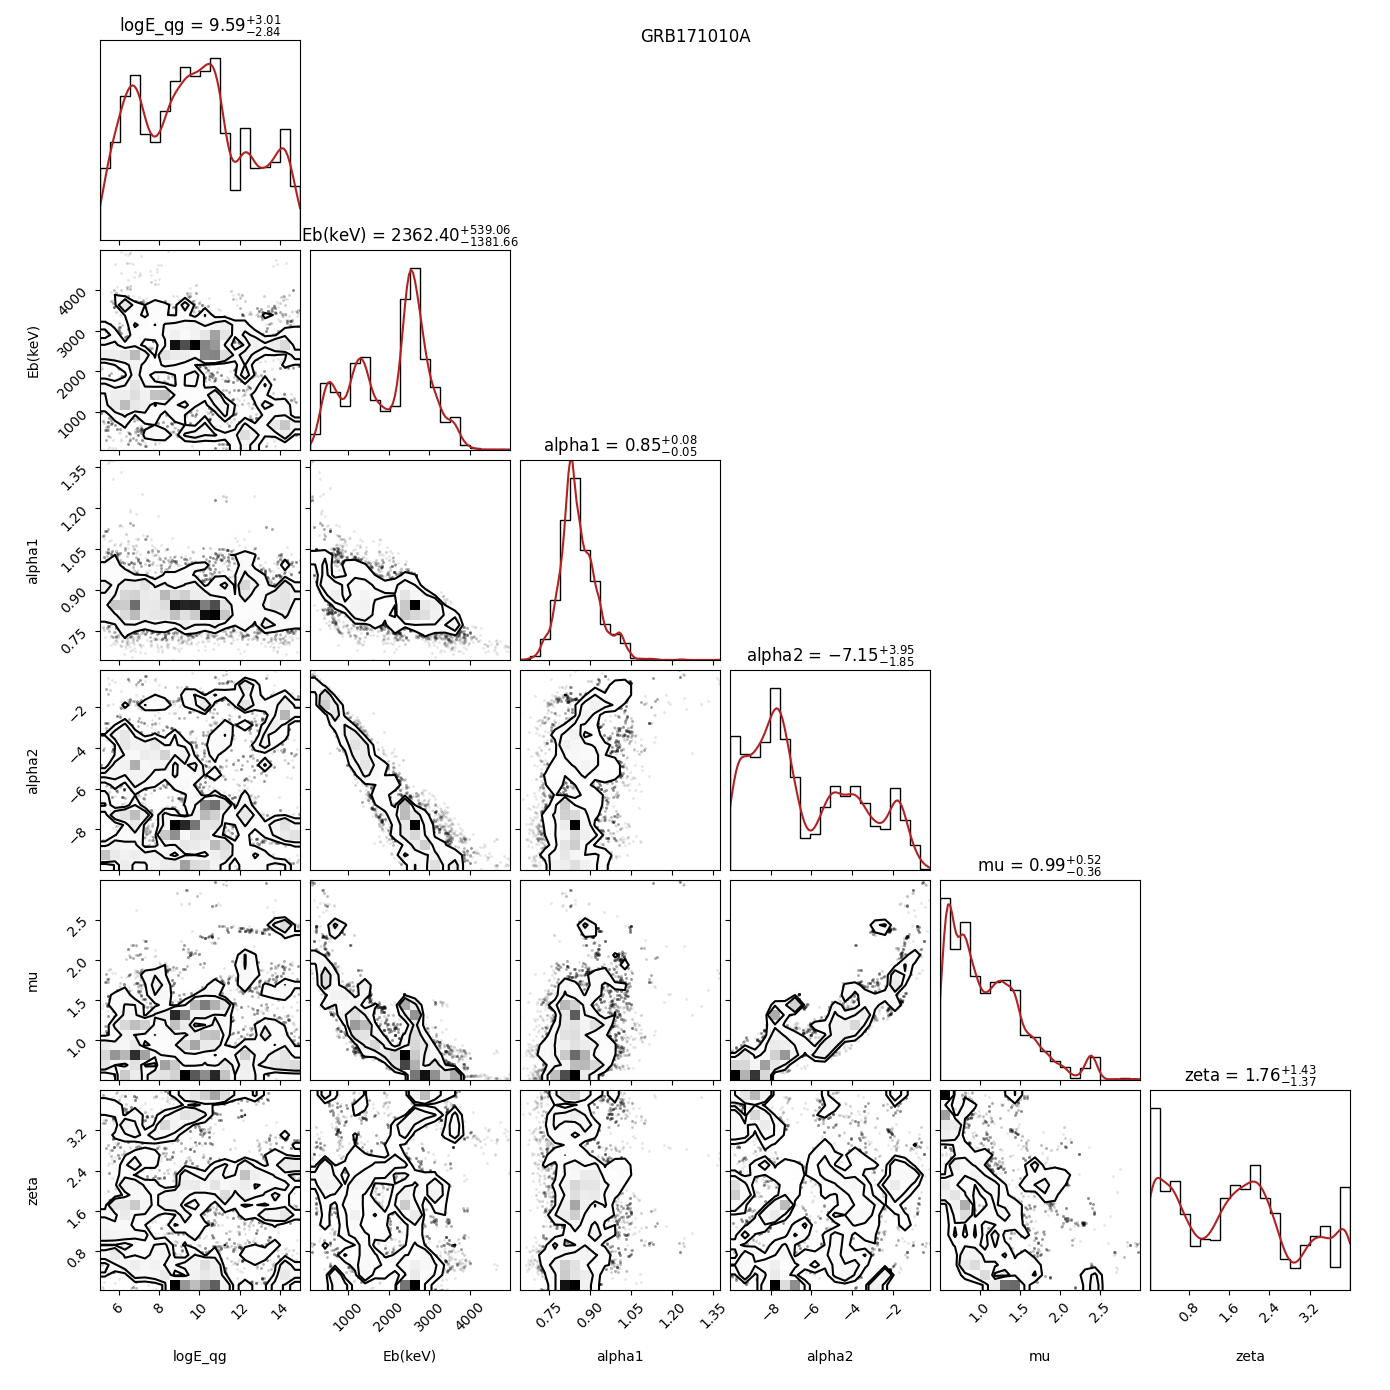 GRB171010A
logE_qg = 9.59+3.01−2.84
Eb(keV) = 2362.40+539.06−1381.66
Eb(keV)
4000
3000
2000
1000
alpha1 = 0.85+0.08−0.05
alpha1
1.35
1.20
1.05
0.90
0.75
alpha2 = −7.15+3.95−1.85
alpha2
−2
−4
−6
−8
mu = 0.99+0.52−0.36
mu
2.5
2.0
1.5
1.0
zeta = 1.76+1.43−1.37
zeta
3.2
2.4
1.6
0.8
6 8 10 12 14
1000 2000 3000 4000
0.75 0.90 1.05 1.20 1.35
−8 −6 −4 −2
1.0 1.5 2.0 2.5
0.8 1.6 2.4 3.2
logE_qg Eb(keV) alpha1 alpha2 mu zeta